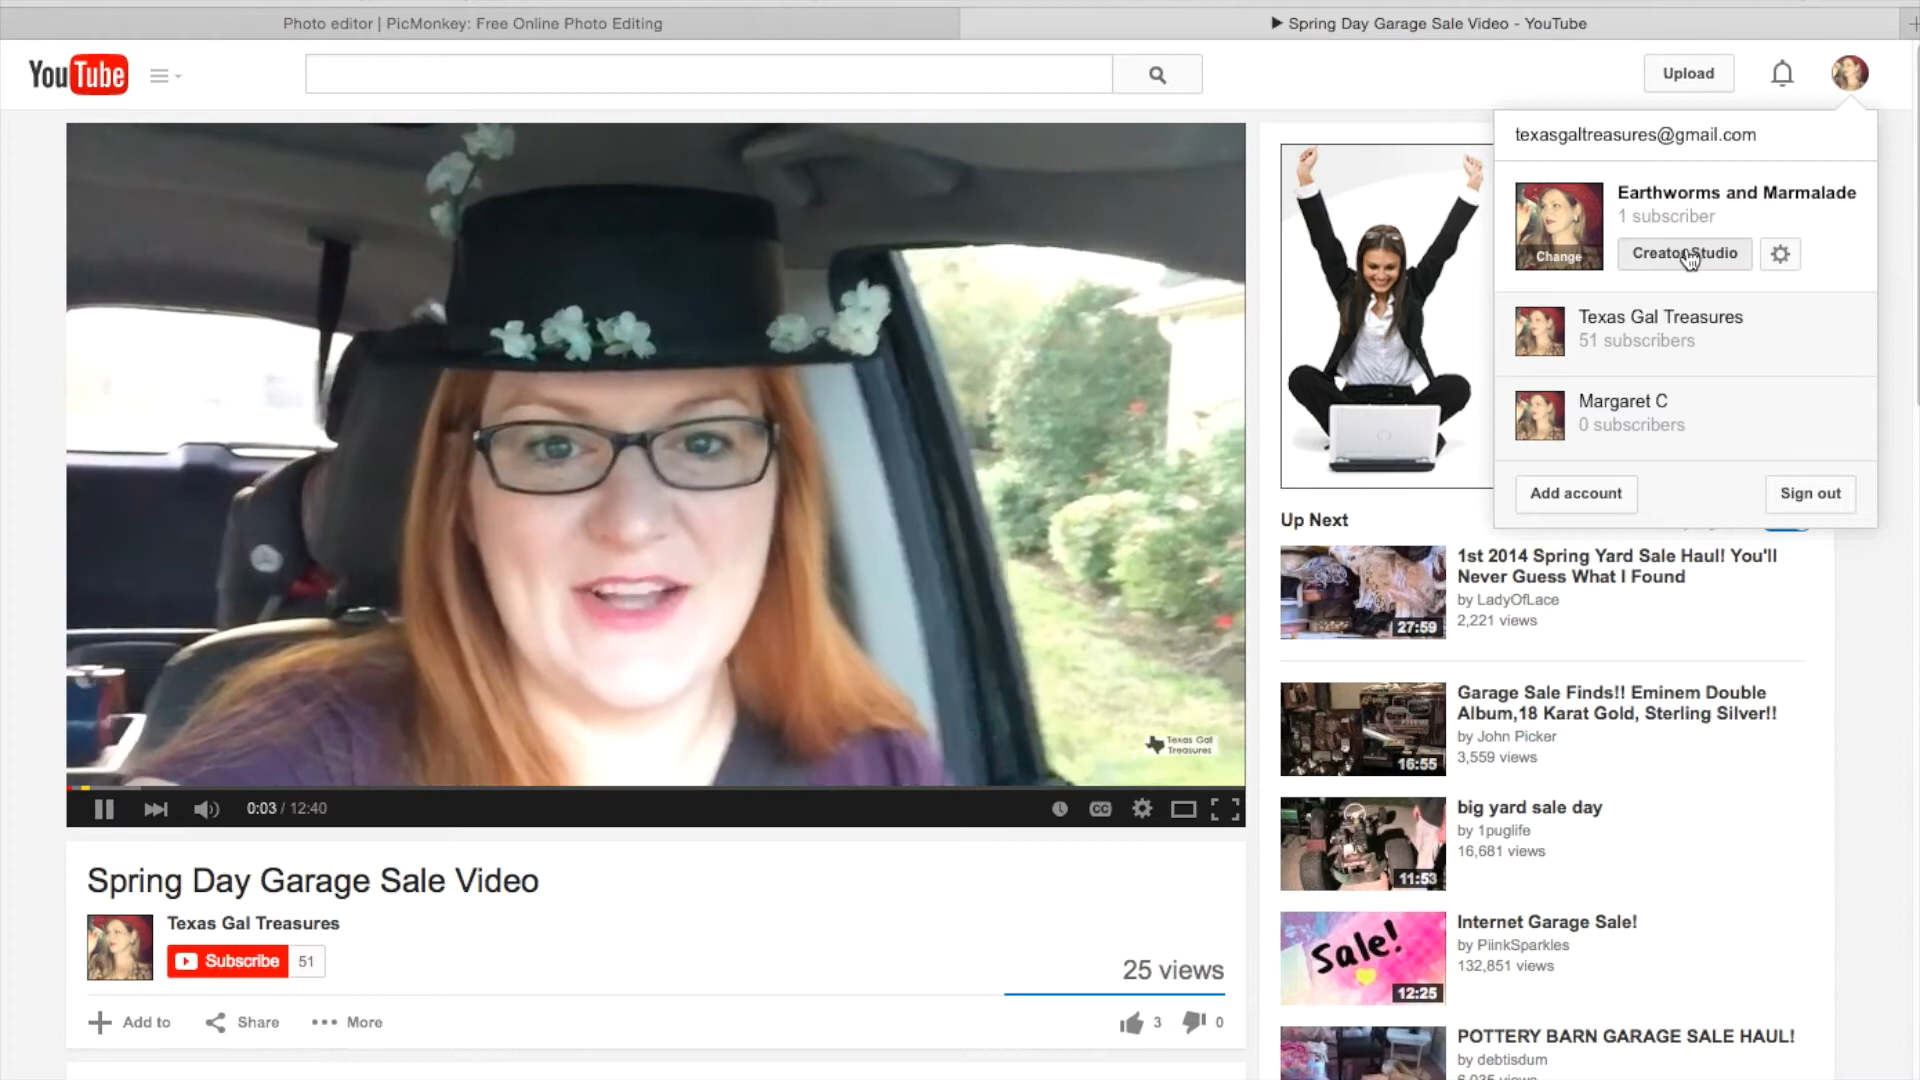 Photo editor | PicMonkey: Free Online Photo Editing
Spring Day Garage Sale Video - YouTube
YouTube
Upload
texasgaltreasures@gmail.com
Earthworms and Marmalade
1 subscriber
Change
Creator Studio
Texas Gal Treasures
51 subscribers
Margaret C
0 subscribers
Add account
Sign out
Texas Gal
Treasures
0:03 / 12:40
CC
Spring Day Garage Sale Video
Texas Gal Treasures
Subscribe 51
25 views
Add to Share More
3 0
Up Next
1st 2014 Spring Yard Sale Haul! You'll
Never Guess What I Found
by LadyOfLace
2,221 views
27:59
Garage Sale Finds!! Eminem Double
Album,18 Karat Gold, Sterling Silver!!
by John Picker
3,559 views
16:55
big yard sale day
by 1puglife
16,681 views
11:53
Internet Garage Sale!
by PiinkSparkles
132,851 views
Sale!
12:25
POTTERY BARN GARAGE SALE HAUL!
by debtisdum
6,035 views